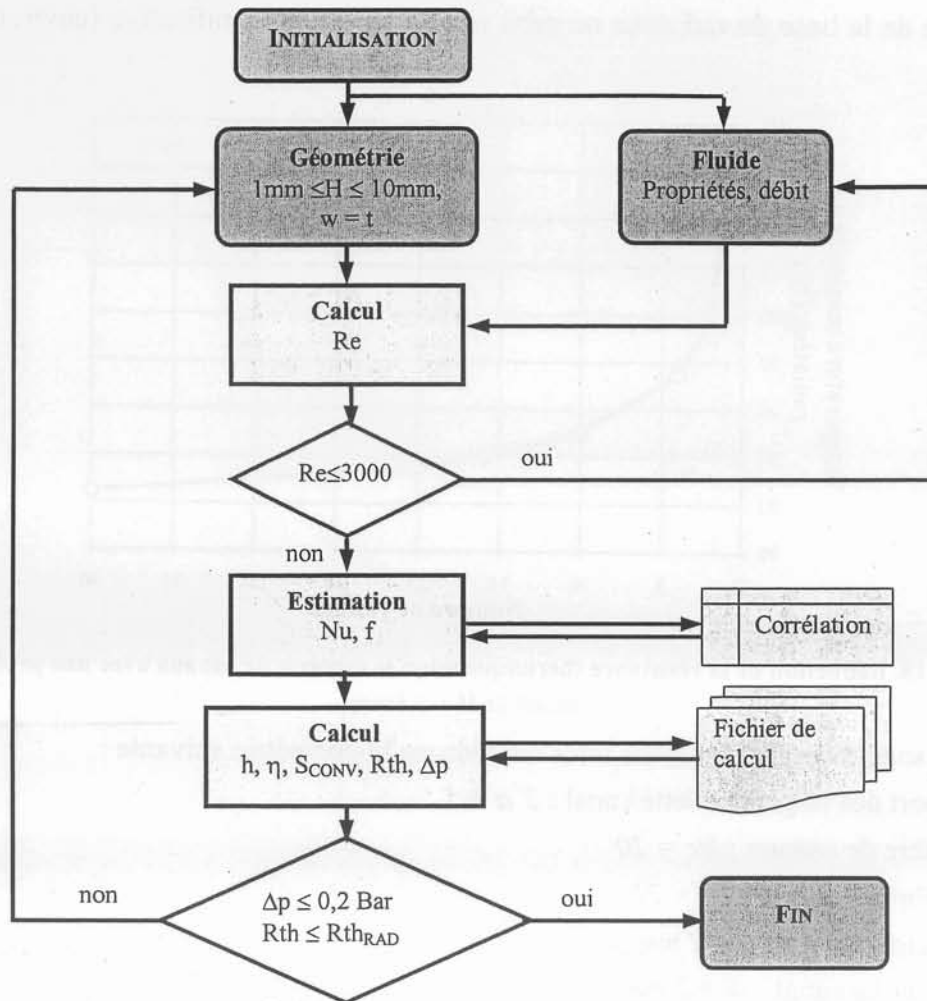 INITIALISATION
Géométrie
1mm ≤H ≤ 10mm,
w = t
Fluide
Propriétés, débit
Calcul
Re
Re≤3000
oui
non
Estimation
Nu, f
Corrélation
Calcul
h, η, SCONV, Rth, Δp
Fichier de
calcul
non
Δp ≤ 0,2 Bar
Rth ≤ RthRAD
oui
FIN